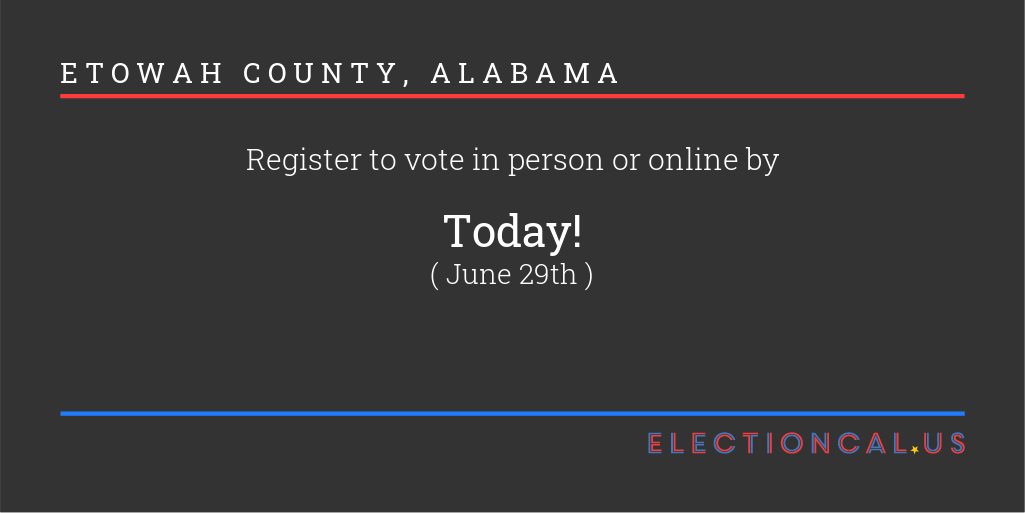 ETOWAH COUNTY, ALABAMA
Register to vote in person or online by
Today!
( June 29th )
ELECTIONCAL.US